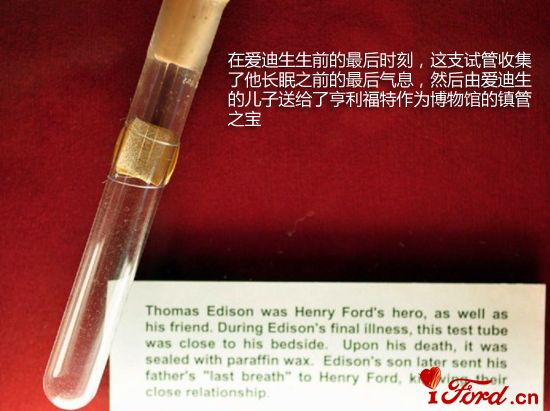 在爱迪生生前的最后时刻，这支试管收集
了他长眠之前的最后气息，然后由爱迪生
的儿子送给了亨利福特作为博物馆的镇管
之宝
Thomas Edison was Henry Ford's hero, as well as
his friend. During Edison's final illness, this test tube
was close to his bedside. Upon his death, it was
sealed with paraffin wax. Edison's son later sent his
father's "last breath" to Henry Ford, knowing their
close relationship.
iFord.cn